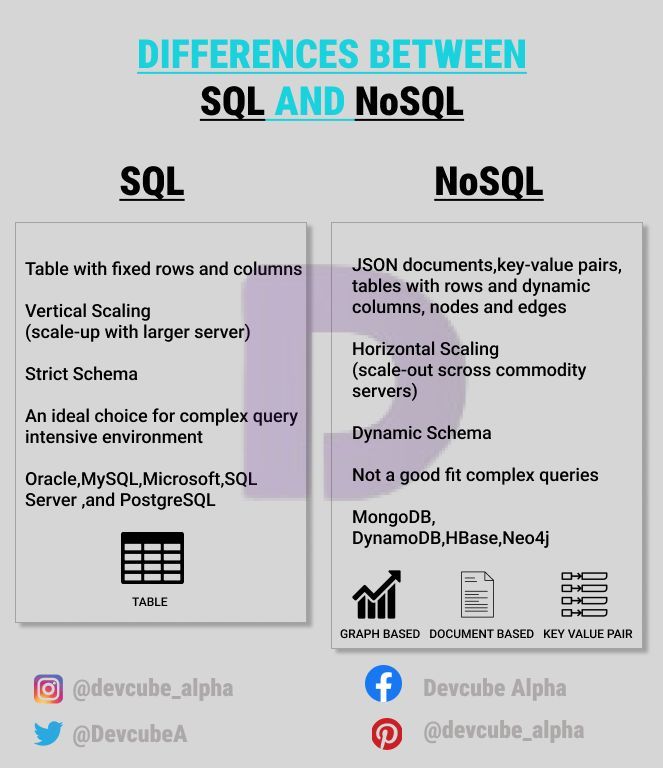 DIFFERENCES BETWEEN
SQL AND NoSQL
SQL
Table with fixed rows and columns
Vertical Scaling
(scale-up with larger server)
Strict Schema
An ideal choice for complex query
intensive environment
Oracle,MySQL,Microsoft,SQL
Server ,and PostgreSQL
TABLE
NoSQL
JSON documents,key-value pairs,
tables with rows and dynamic
columns, nodes and edges
Horizontal Scaling
(scale-out scross commodity
servers)
Dynamic Schema
Not a good fit complex queries
MongoDB,
DynamoDB,HBase,Neo4j
GRAPH BASED DOCUMENT BASED KEY VALUE PAIR
@devcube_alpha
Devcube Alpha
@DevcubeA
@devcube_alpha